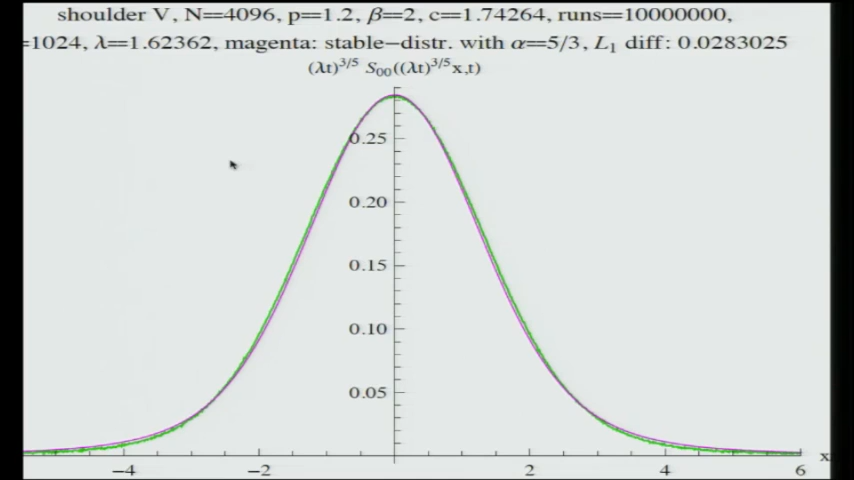 shoulder V, N==4096, p==1.2, β==2, c==1.74264, runs==10000000,
=1024, λ==1.62362, magenta: stable−distr. with α==5/3, L₁ diff: 0.0283025
(λt)^3/5 S₀₀((λt)^3/5x,t)
0.25
0.20
0.15
0.10
0.05
−4 −2 2 4 6
x